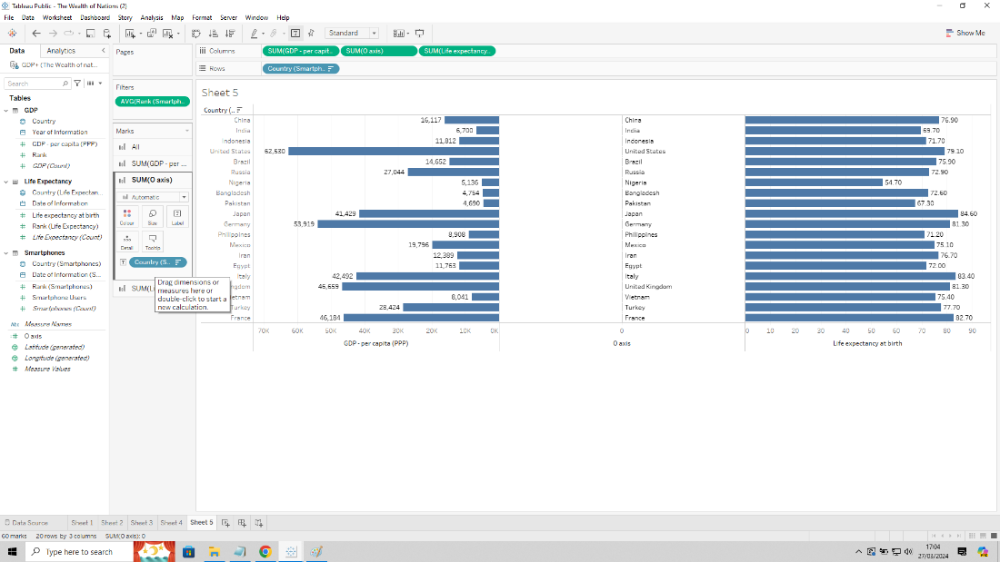 Tableau Public - The Wealth of Nations (2)
File Data Worksheet Dashboard Story Analysis Map Format Server Window Help
Standard
Show Me
Data Analytics
Pages
Columns SUM(GDP - per capit.. SUM(O axis) SUM(Life expectancy..
GDP+ (The Wealth of nat...
Rows Country (Smartph..
Search
Filters
Sheet 5
Tables
AVG(Rank (Smartph..
GDP
Country
Year of Information
GDP - per capita (PPP)
Rank
GDP (Count)
Life Expectancy
Country (Life Expectan...
Date of Information
Life expectancy at birth
Rank (Life Expectancy)
Life Expectancy (Count)
Smartphones
Country (Smartphones)
Date of Information (S...
Rank (Smartphones)
Smartphone Users
Smartphones (Count)
Abc Measure Names
O axis
Latitude (generated)
Longitude (generated)
Measure Values
Marks
All
SUM(GDP - per ...
SUM(O axis)
Automatic
Colour Size Label
Detail Tooltip
Country (S..
SUM(L
Drag dimensions or
measures here or
double-click to start a
new calculation.
Country (..
China 16,117 China 76.90
India 6,700 India 69.70
Indonesia 11,812 Indonesia 71.70
United States 62,530 United States 79.10
Brazil 14,652 Brazil 75.90
Russia 27,044 Russia 72.90
Nigeria 5,136 Nigeria 54.70
Bangladesh 4,754 Bangladesh 72.60
Pakistan 4,690 Pakistan 67.30
Japan 41,429 Japan 84.60
Germany 53,919 Germany 81.30
Philippines 8,908 Philippines 71.20
Mexico 19,796 Mexico 75.10
Iran 12,389 Iran 76.70
Egypt 11,763 Egypt 72.00
Italy 42,492 Italy 83.40
ngdom 46,659 United Kingdom 81.30
etnam 8,041 Vietnam 75.40
Turkey 28,424 Turkey 77.70
France 46,184 France 82.70
70K 60K 50K 40K 30K 20K 10K 0K 0 0 10 20 30 40 50 60 70 80 90
GDP - per capita (PPP) O axis Life expectancy at birth
Data Source Sheet 1 Sheet 2 Sheet 3 Sheet 4 Sheet 5
60 marks 20 rows by 3 columns SUM(O axis): 0
Type here to search
17:04
27/03/2024